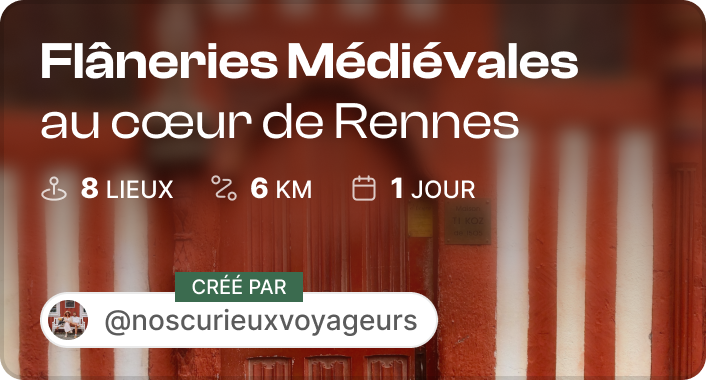 Flâneries Médiévales
au cœur de Rennes
8 LIEUX 6 KM 1 JOUR
CRÉÉ PAR
@noscurieuxvoyageurs